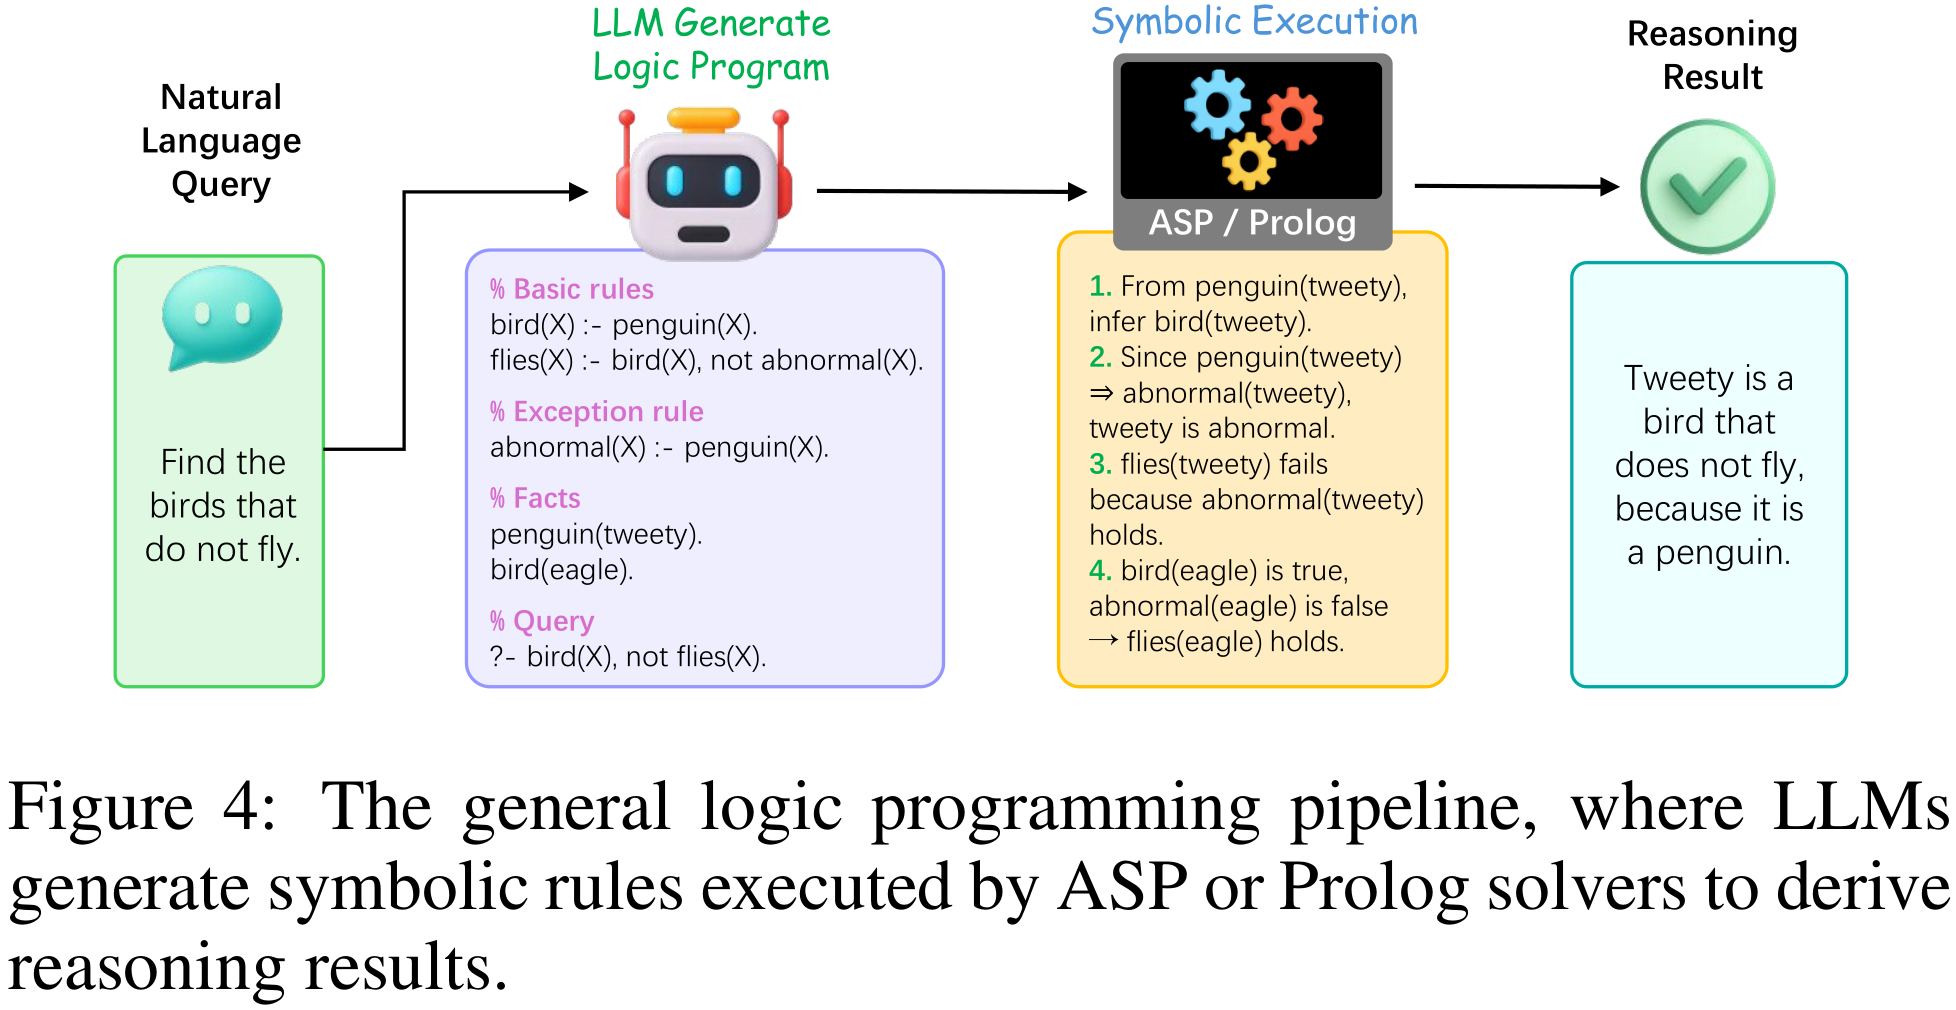 Natural
Language
Query
Find the
birds that
do not fly.
LLM Generate
Logic Program
% Basic rules
bird(X) :- penguin(X).
flies(X) :- bird(X), not abnormal(X).
% Exception rule
abnormal(X) :- penguin(X).
% Facts
penguin(tweety).
bird(eagle).
% Query
?- bird(X), not flies(X).
Symbolic Execution
ASP / Prolog
1. From penguin(tweety),
infer bird(tweety).
2. Since penguin(tweety)
⇒ abnormal(tweety),
tweety is abnormal.
3. flies(tweety) fails
because abnormal(tweety)
holds.
4. bird(eagle) is true,
abnormal(eagle) is false
→ flies(eagle) holds.
Reasoning
Result
Tweety is a
bird that
does not fly,
because it is
a penguin.
Figure 4: The general logic programming pipeline, where LLMs
generate symbolic rules executed by ASP or Prolog solvers to derive
reasoning results.